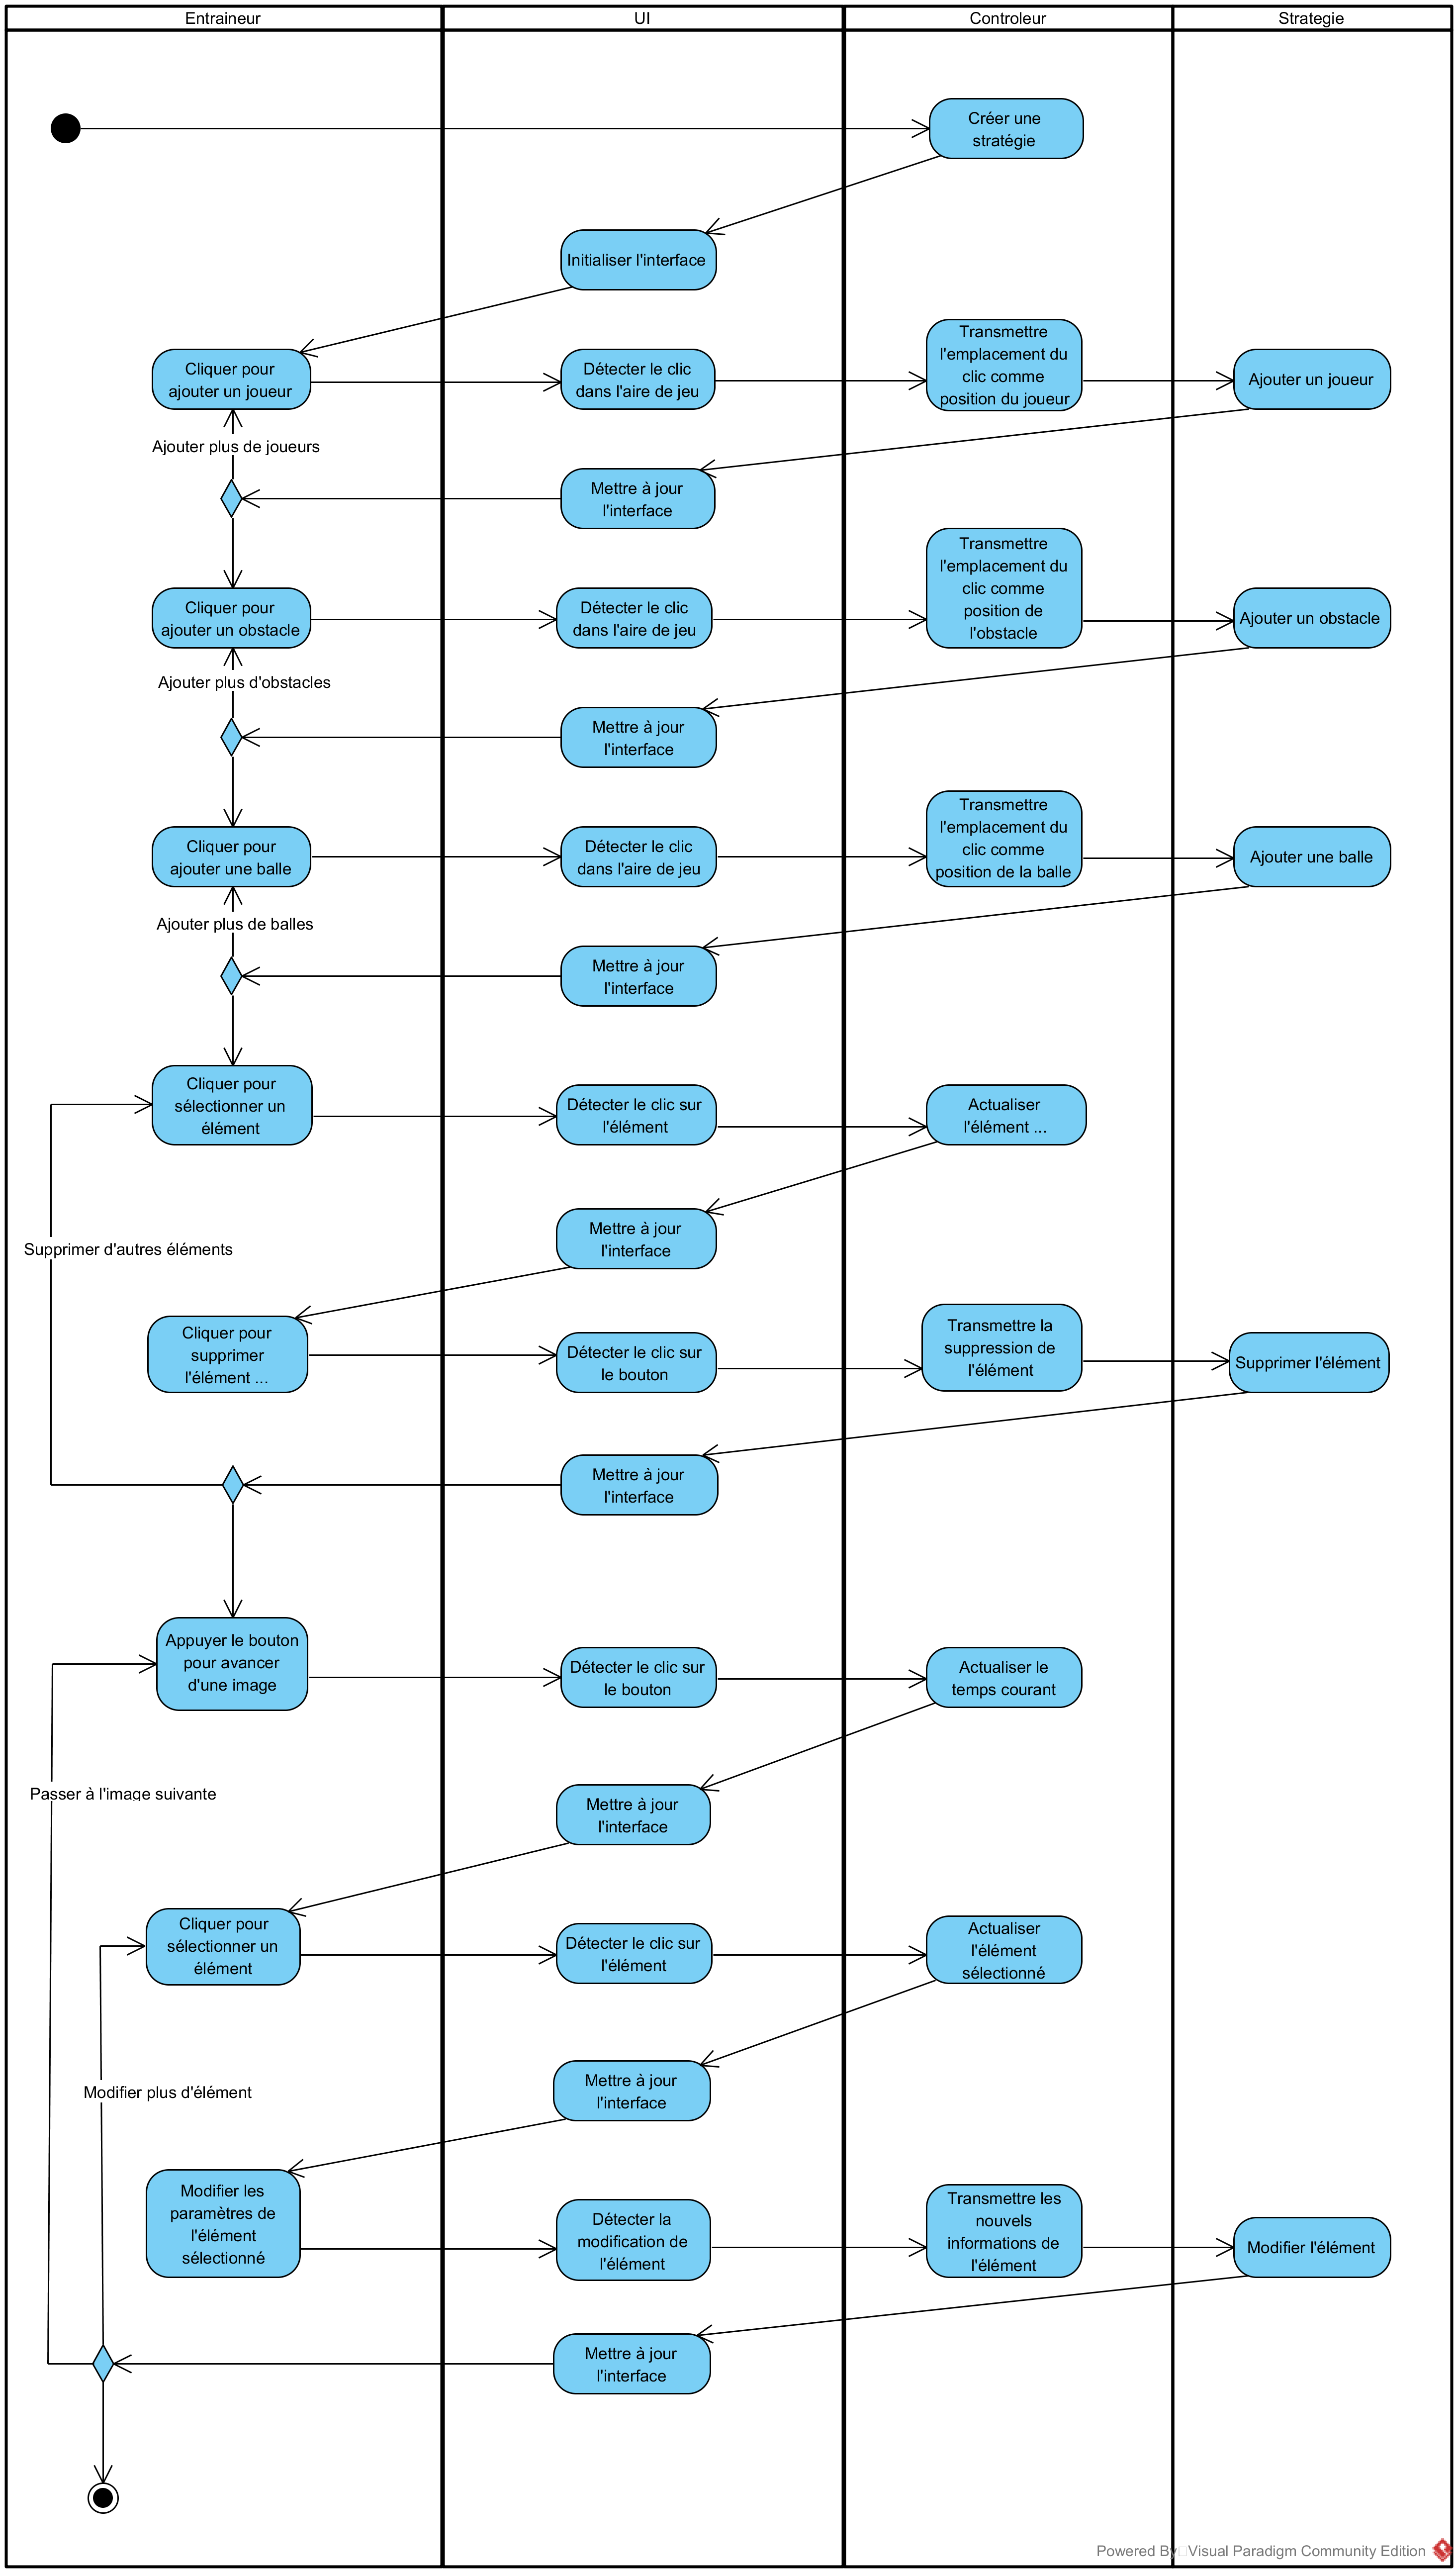 Entraineur
UI
Controleur
Strategie
Créer une
stratégie
Initialiser l'interface
Cliquer pour
ajouter un joueur
Détecter le clic
dans l'aire de jeu
Transmettre
l'emplacement du
clic comme
position du joueur
Ajouter un joueur
Ajouter plus de joueurs
Mettre à jour
l'interface
Cliquer pour
ajouter un obstacle
Détecter le clic
dans l'aire de jeu
Transmettre
l'emplacement du
clic comme
position de
l'obstacle
Ajouter un obstacle
Ajouter plus d'obstacles
Mettre à jour
l'interface
Cliquer pour
ajouter une balle
Détecter le clic
dans l'aire de jeu
Transmettre
l'emplacement du
clic comme
position de la balle
Ajouter une balle
Ajouter plus de balles
Mettre à jour
l'interface
Cliquer pour
sélectionner un
élément
Détecter le clic sur
l'élément
Actualiser
l'élément ...
Mettre à jour
l'interface
Supprimer d'autres éléments
Cliquer pour
supprimer
l'élément ...
Détecter le clic sur
le bouton
Transmettre la
suppression de
l'élément
Supprimer l'élément
Mettre à jour
l'interface
Appuyer le bouton
pour avancer
d'une image
Détecter le clic sur
le bouton
Actualiser le
temps courant
Passer à l'image suivante
Mettre à jour
l'interface
Cliquer pour
sélectionner un
élément
Détecter le clic sur
l'élément
Actualiser
l'élément
sélectionné
Modifier plus d'élément
Mettre à jour
l'interface
Modifier les
paramètres de
l'élément
sélectionné
Détecter la
modification de
l'élément
Transmettre les
nouvels
informations de
l'élément
Modifier l'élément
Mettre à jour
l'interface
Powered By Visual Paradigm Community Edition